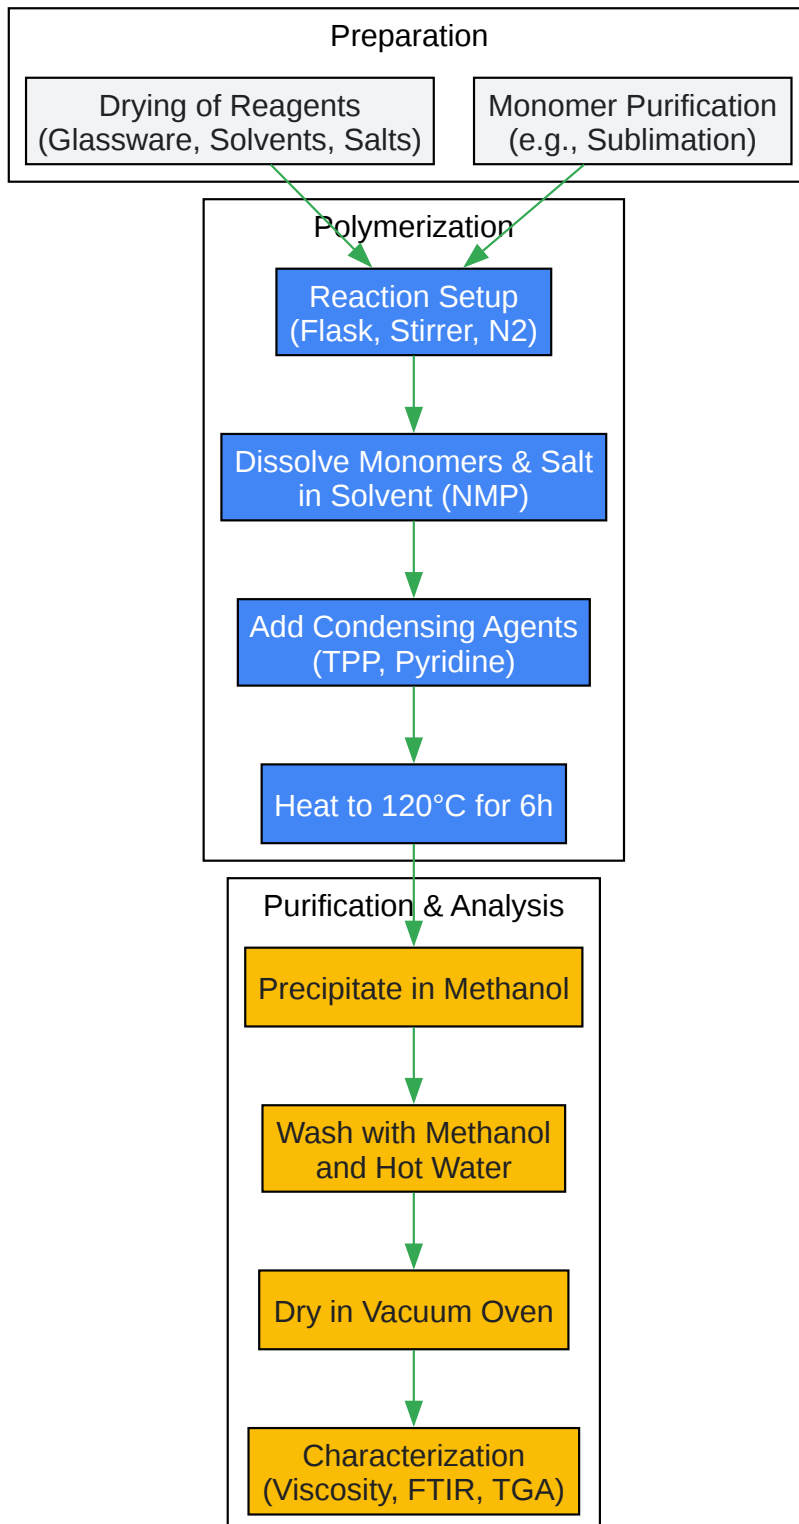 Preparation
Drying of Reagents
(Glassware, Solvents, Salts)
Monomer Purification
(e.g., Sublimation)
Polymerization
Reaction Setup
(Flask, Stirrer, N2)
Dissolve Monomers & Salt
in Solvent (NMP)
Add Condensing Agents
(TPP, Pyridine)
Heat to 120°C for 6h
Purification & Analysis
Precipitate in Methanol
Wash with Methanol
and Hot Water
Dry in Vacuum Oven
Characterization
(Viscosity, FTIR, TGA)